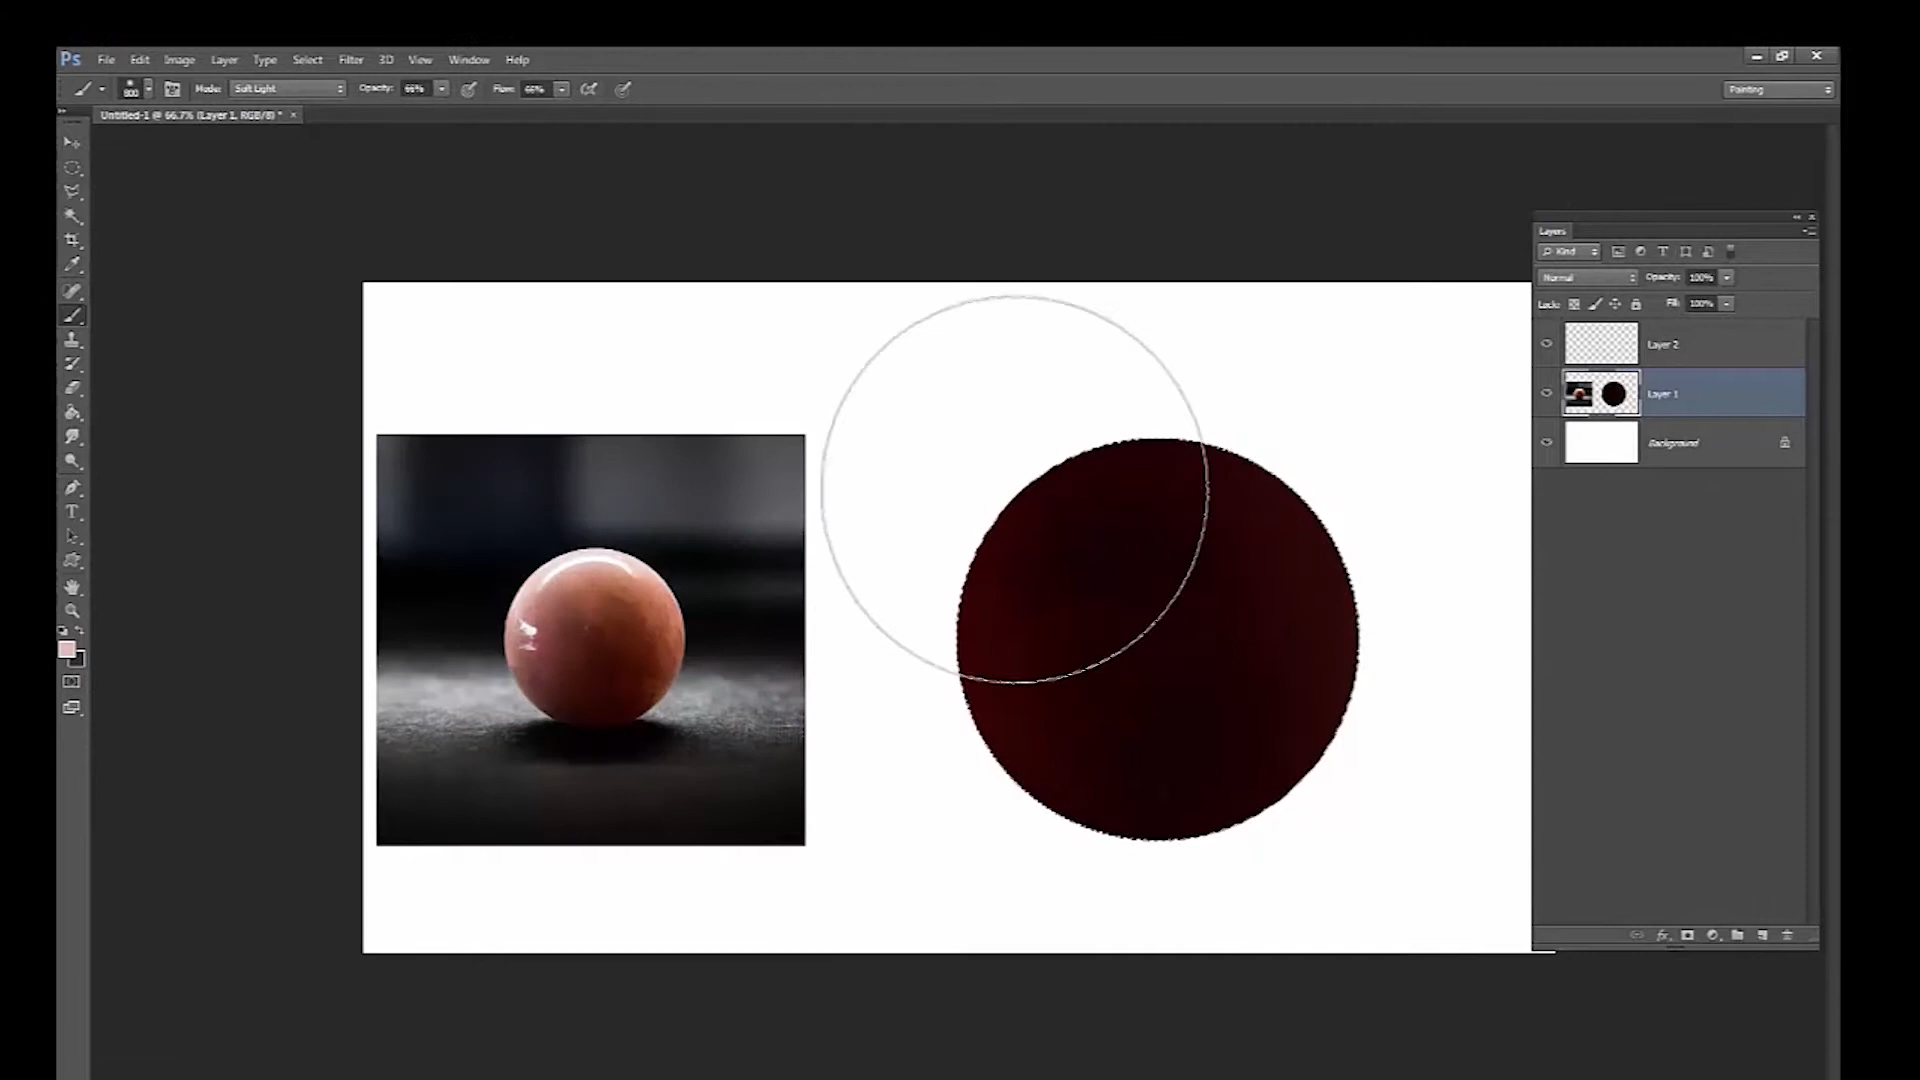 Ps File Edit Image Layer Type Select Filter 3D View Window Help
800 Mode: Soft Light Opacity: 66% Flow: 66% Painting
Untitled-1 @ 66.7% (Layer 1, RGB/8) * ×
Layers
Kind
Normal Opacity: 100%
Lock: Fill: 100%
Layer 2
Layer 1
Background
fx